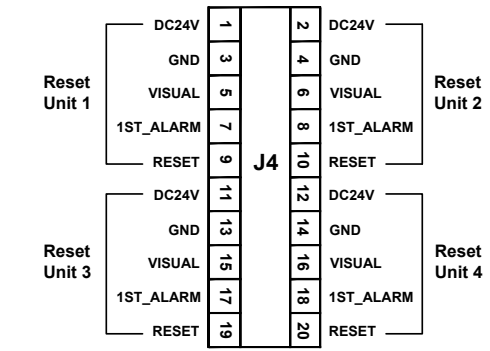 DC24V 1 2 DC24V
GND 3 4 GND
Reset Unit 1
VISUAL 5 6 VISUAL
Reset Unit 2
1ST_ALARM 7 8 1ST_ALARM
RESET 9 J4 10 RESET
DC24V 11 12 DC24V
GND 13 14 GND
Reset Unit 3
VISUAL 15 16 VISUAL
Reset Unit 4
1ST_ALARM 17 18 1ST_ALARM
RESET 19 20 RESET